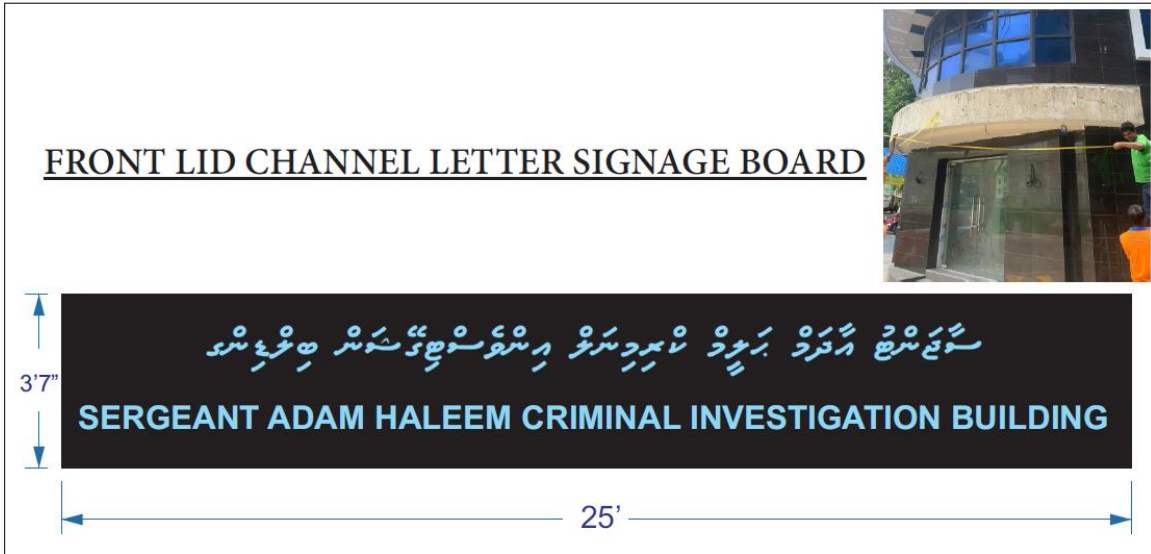 FRONT LID CHANNEL LETTER SIGNAGE BOARD
ސާޖަންޓު އާދަމް ޙަލީމް ކްރިމިނަލް އިންވެސްޓިގޭޝަން ބިލްޑިންގ
3'7"
SERGEANT ADAM HALEEM CRIMINAL INVESTIGATION BUILDING
25'